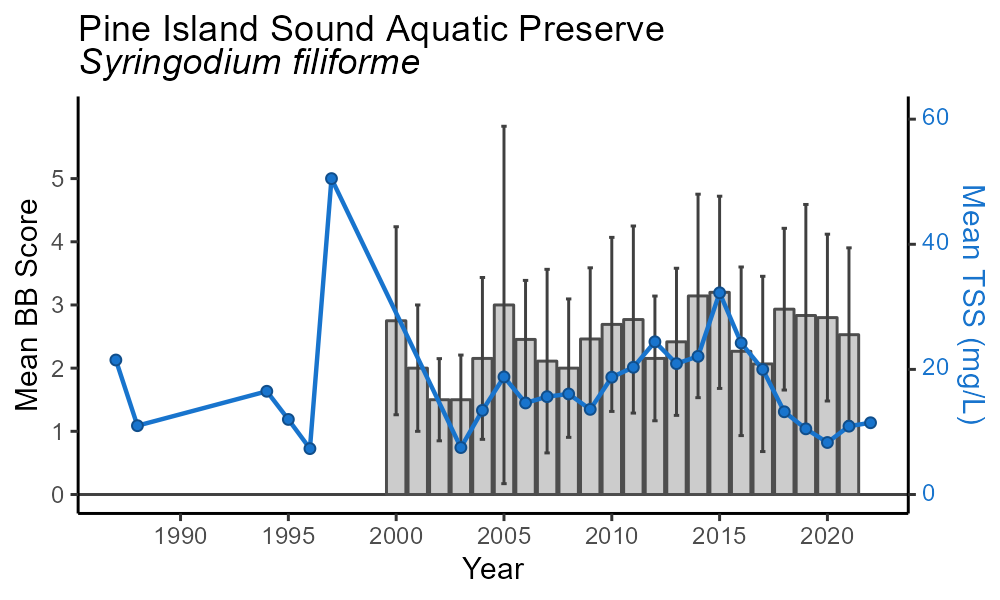 Pine Island Sound Aquatic Preserve
Syringodium filiforme
Mean BB Score
5
4
3
2
1
0
60
40
20
0
Mean TSS (mg/L)
1990 1995 2000 2005 2010 2015 2020
Year